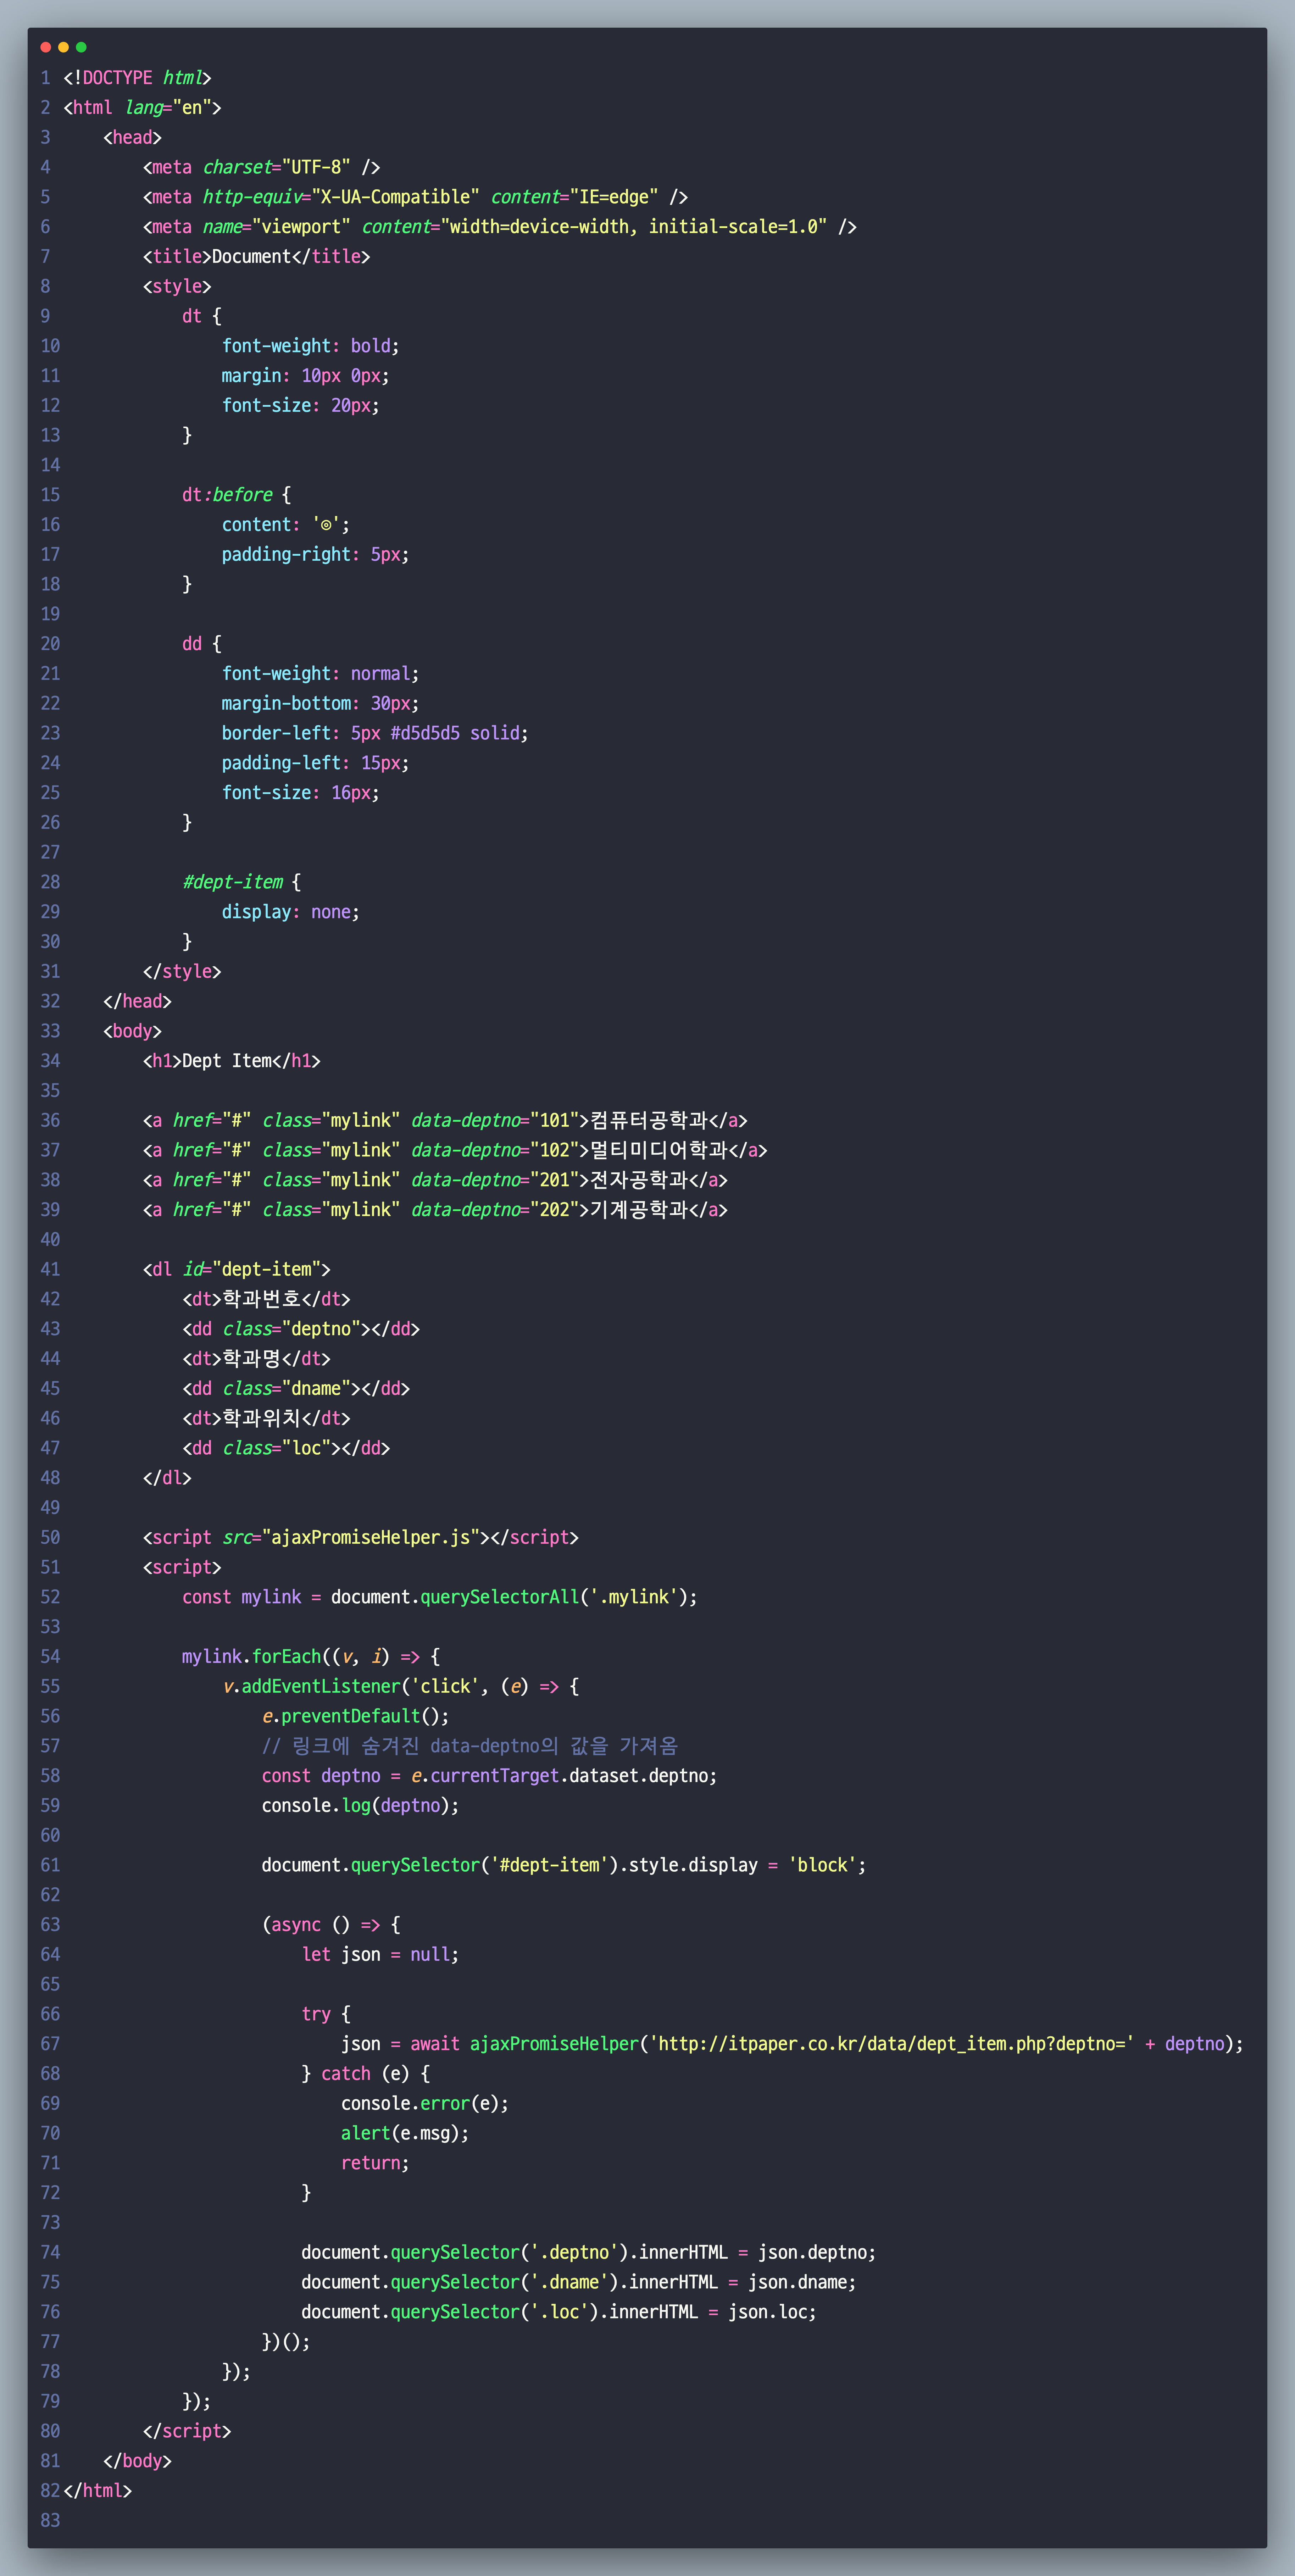 1 <!DOCTYPE html>
2 <html lang="en">
3     <head>
4         <meta charset="UTF-8" />
5         <meta http-equiv="X-UA-Compatible" content="IE=edge" />
6         <meta name="viewport" content="width=device-width, initial-scale=1.0" />
7         <title>Document</title>
8         <style>
9             dt {
10                 font-weight: bold;
11                 margin: 10px 0px;
12                 font-size: 20px;
13             }
14
15             dt:before {
16                 content: '◎';
17                 padding-right: 5px;
18             }
19
20             dd {
21                 font-weight: normal;
22                 margin-bottom: 30px;
23                 border-left: 5px #d5d5d5 solid;
24                 padding-left: 15px;
25                 font-size: 16px;
26             }
27
28             #dept-item {
29                 display: none;
30             }
31         </style>
32     </head>
33     <body>
34         <h1>Dept Item</h1>
35
36         <a href="#" class="mylink" data-deptno="101">컴퓨터공학과</a>
37         <a href="#" class="mylink" data-deptno="102">멀티미디어학과</a>
38         <a href="#" class="mylink" data-deptno="201">전자공학과</a>
39         <a href="#" class="mylink" data-deptno="202">기계공학과</a>
40
41         <dl id="dept-item">
42             <dt>학과번호</dt>
43             <dd class="deptno"></dd>
44             <dt>학과명</dt>
45             <dd class="dname"></dd>
46             <dt>학과위치</dt>
47             <dd class="loc"></dd>
48         </dl>
49
50         <script src="ajaxPromiseHelper.js"></script>
51         <script>
52             const mylink = document.querySelectorAll('.mylink');
53
54             mylink.forEach((v, i) => {
55                 v.addEventListener('click', (e) => {
56                     e.preventDefault();
57                     // 링크에 숨겨진 data-deptno의 값을 가져옴
58                     const deptno = e.currentTarget.dataset.deptno;
59                     console.log(deptno);
60
61                     document.querySelector('#dept-item').style.display = 'block';
62
63                     (async () => {
64                         let json = null;
65
66                         try {
67                             json = await ajaxPromiseHelper('http://itpaper.co.kr/data/dept_item.php?deptno=' + deptno);
68                         } catch (e) {
69                             console.error(e);
70                             alert(e.msg);
71                             return;
72                         }
73
74                         document.querySelector('.deptno').innerHTML = json.deptno;
75                         document.querySelector('.dname').innerHTML = json.dname;
76                         document.querySelector('.loc').innerHTML = json.loc;
77                     })();
78                 });
79             });
80         </script>
81     </body>
82 </html>
83